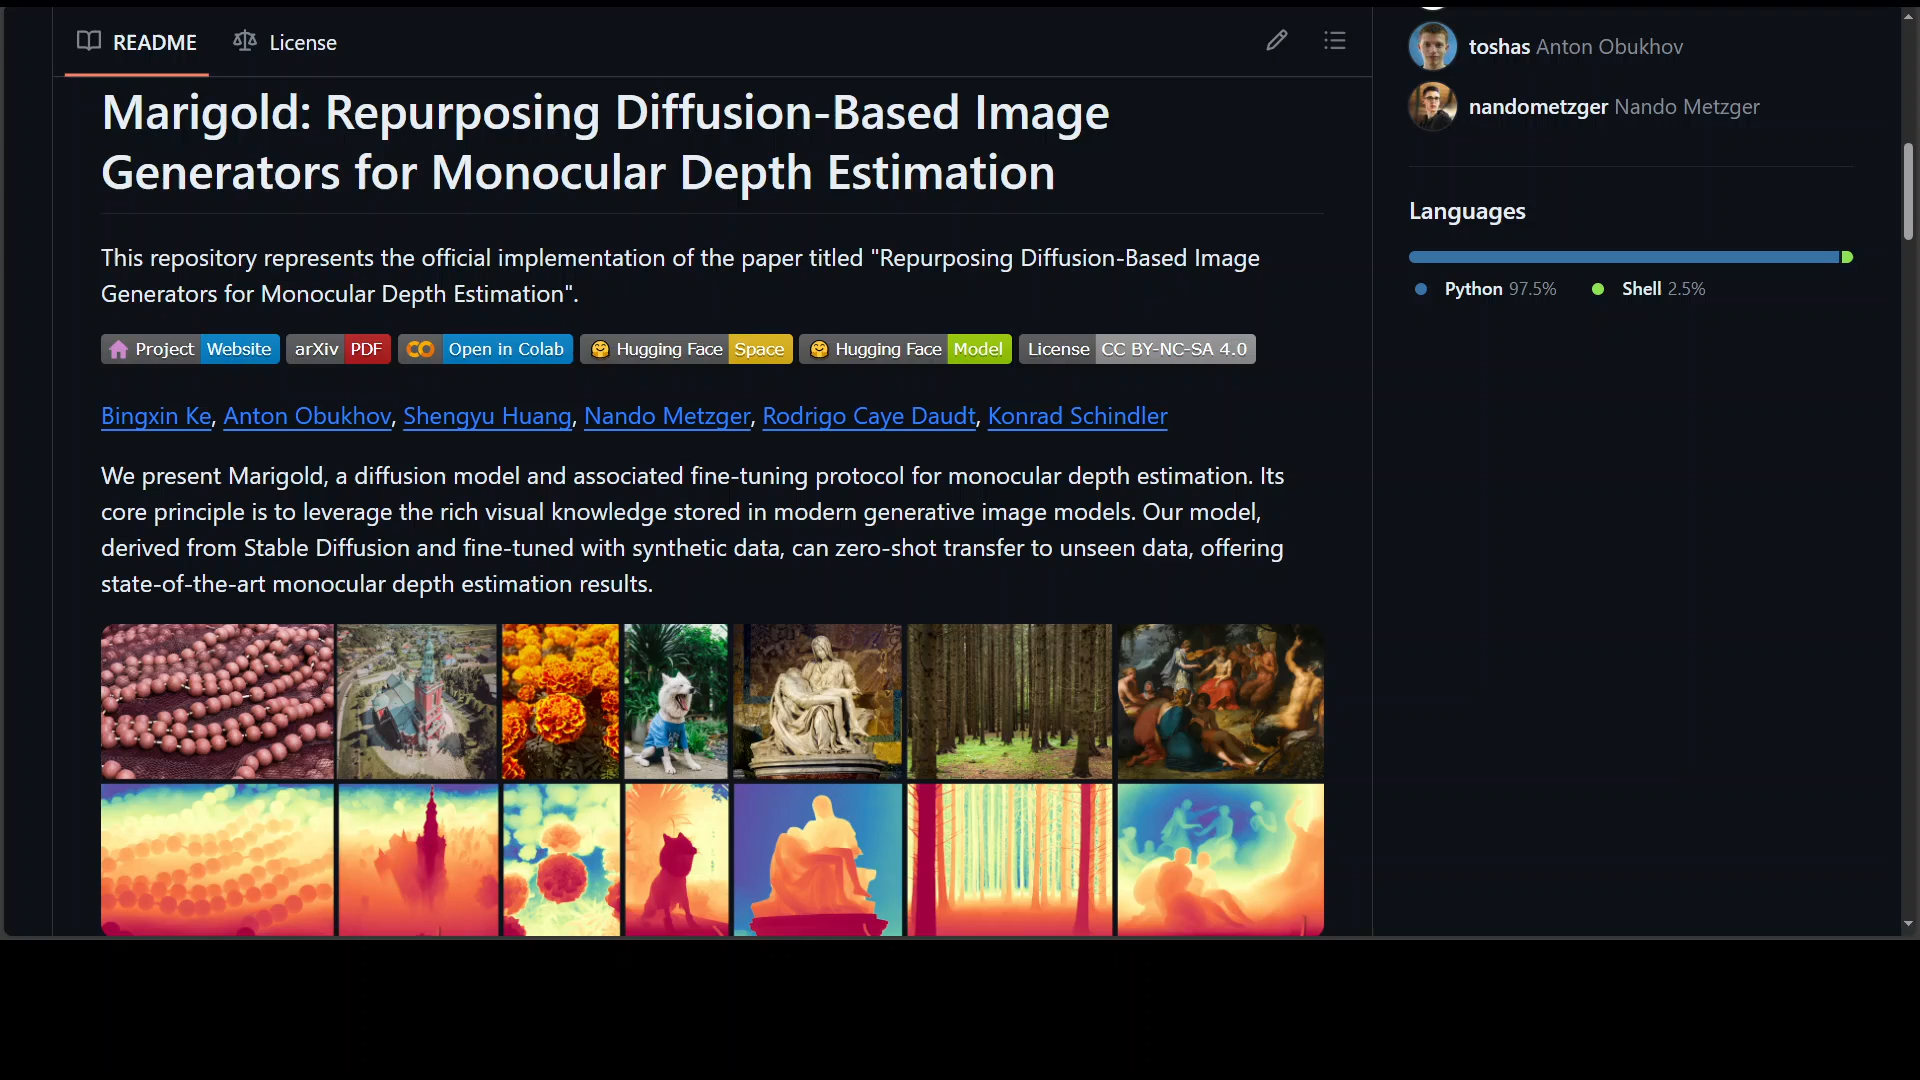 README License
Marigold: Repurposing Diffusion-Based Image
Generators for Monocular Depth Estimation
This repository represents the official implementation of the paper titled "Repurposing Diffusion-Based Image
Generators for Monocular Depth Estimation".
Project Website arXiv PDF Open in Colab Hugging Face Space Hugging Face Model License CC BY-NC-SA 4.0
Bingxin Ke, Anton Obukhov, Shengyu Huang, Nando Metzger, Rodrigo Caye Daudt, Konrad Schindler
We present Marigold, a diffusion model and associated fine-tuning protocol for monocular depth estimation. Its
core principle is to leverage the rich visual knowledge stored in modern generative image models. Our model,
derived from Stable Diffusion and fine-tuned with synthetic data, can zero-shot transfer to unseen data, offering
state-of-the-art monocular depth estimation results.
toshas Anton Obukhov
nandometzger Nando Metzger
Languages
Python 97.5% Shell 2.5%